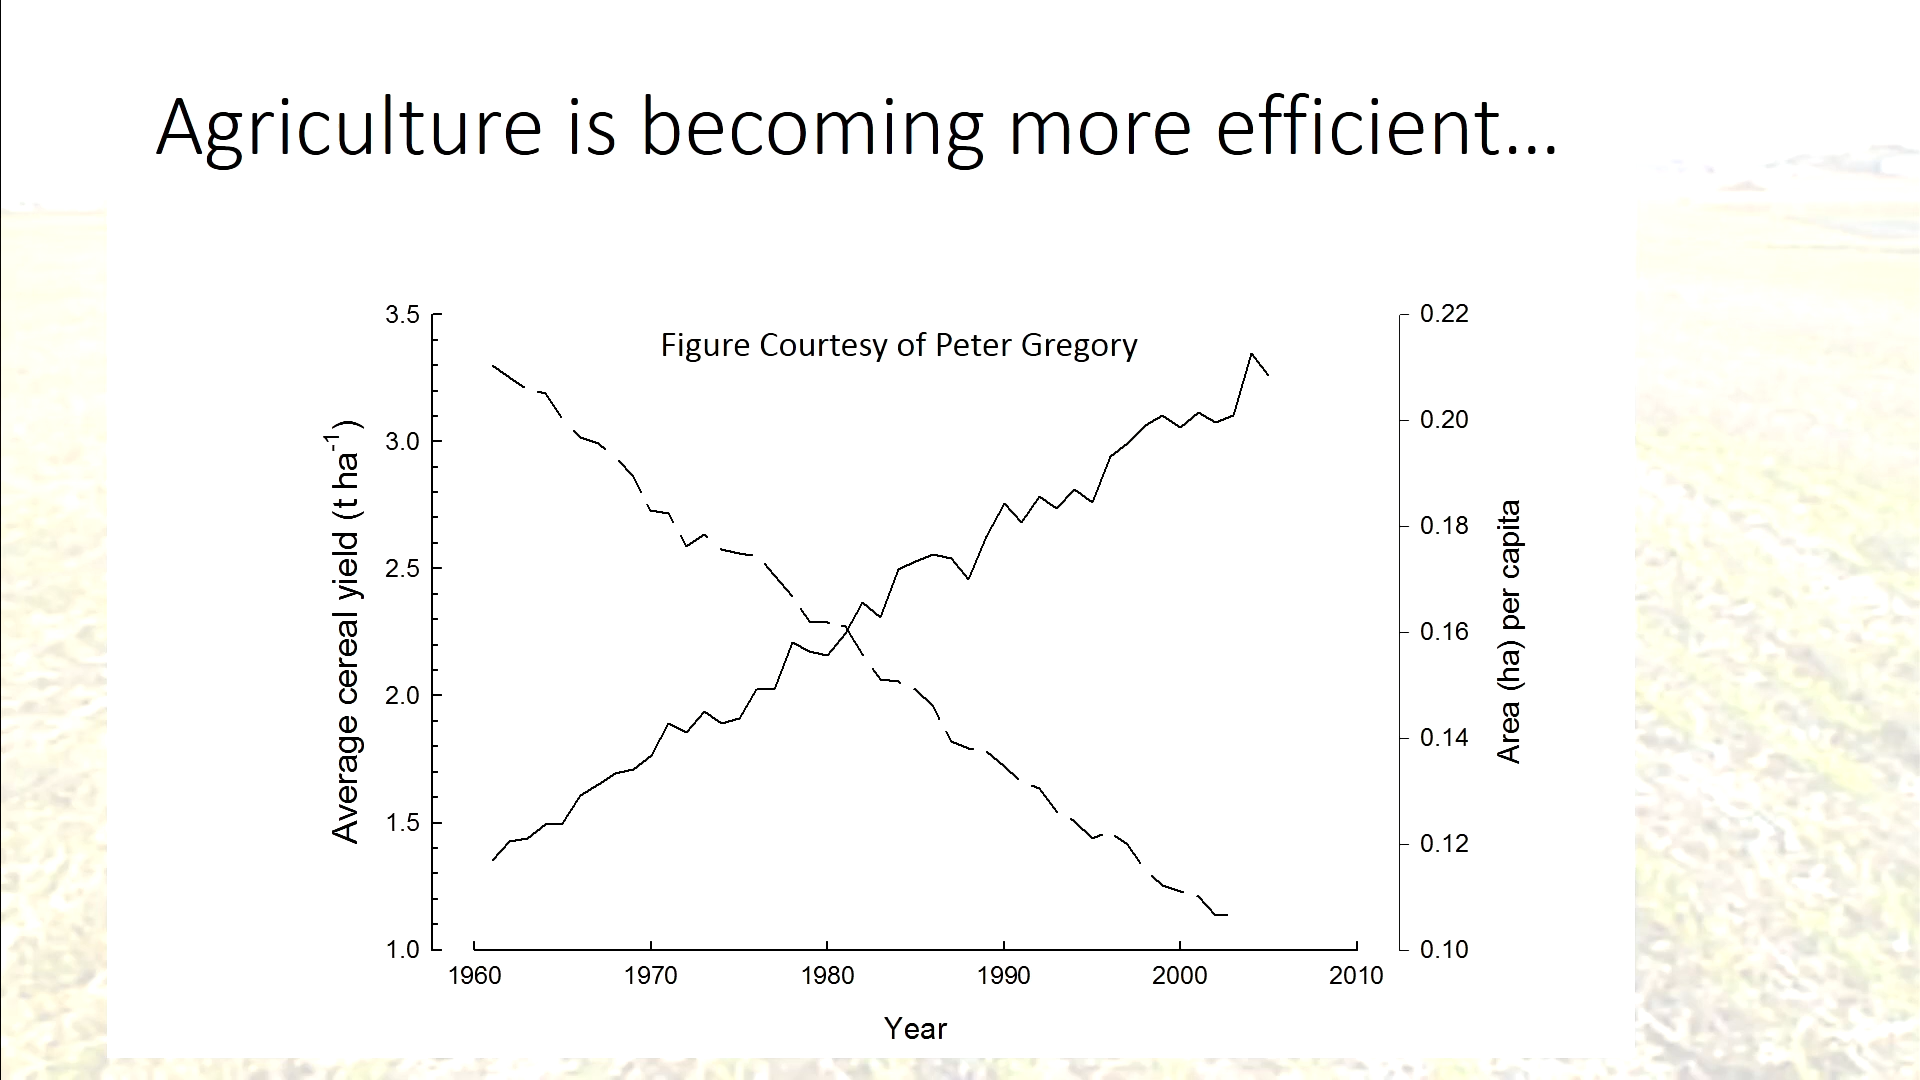 Agriculture is becoming more efficient...
Figure Courtesy of Peter Gregory
Average cereal yield (t ha-1)
3.5
3.0
2.5
2.0
1.5
1.0
0.22
0.20
0.18
0.16
0.14
0.12
0.10
Area (ha) per capita
1960 1970 1980 1990 2000 2010
Year